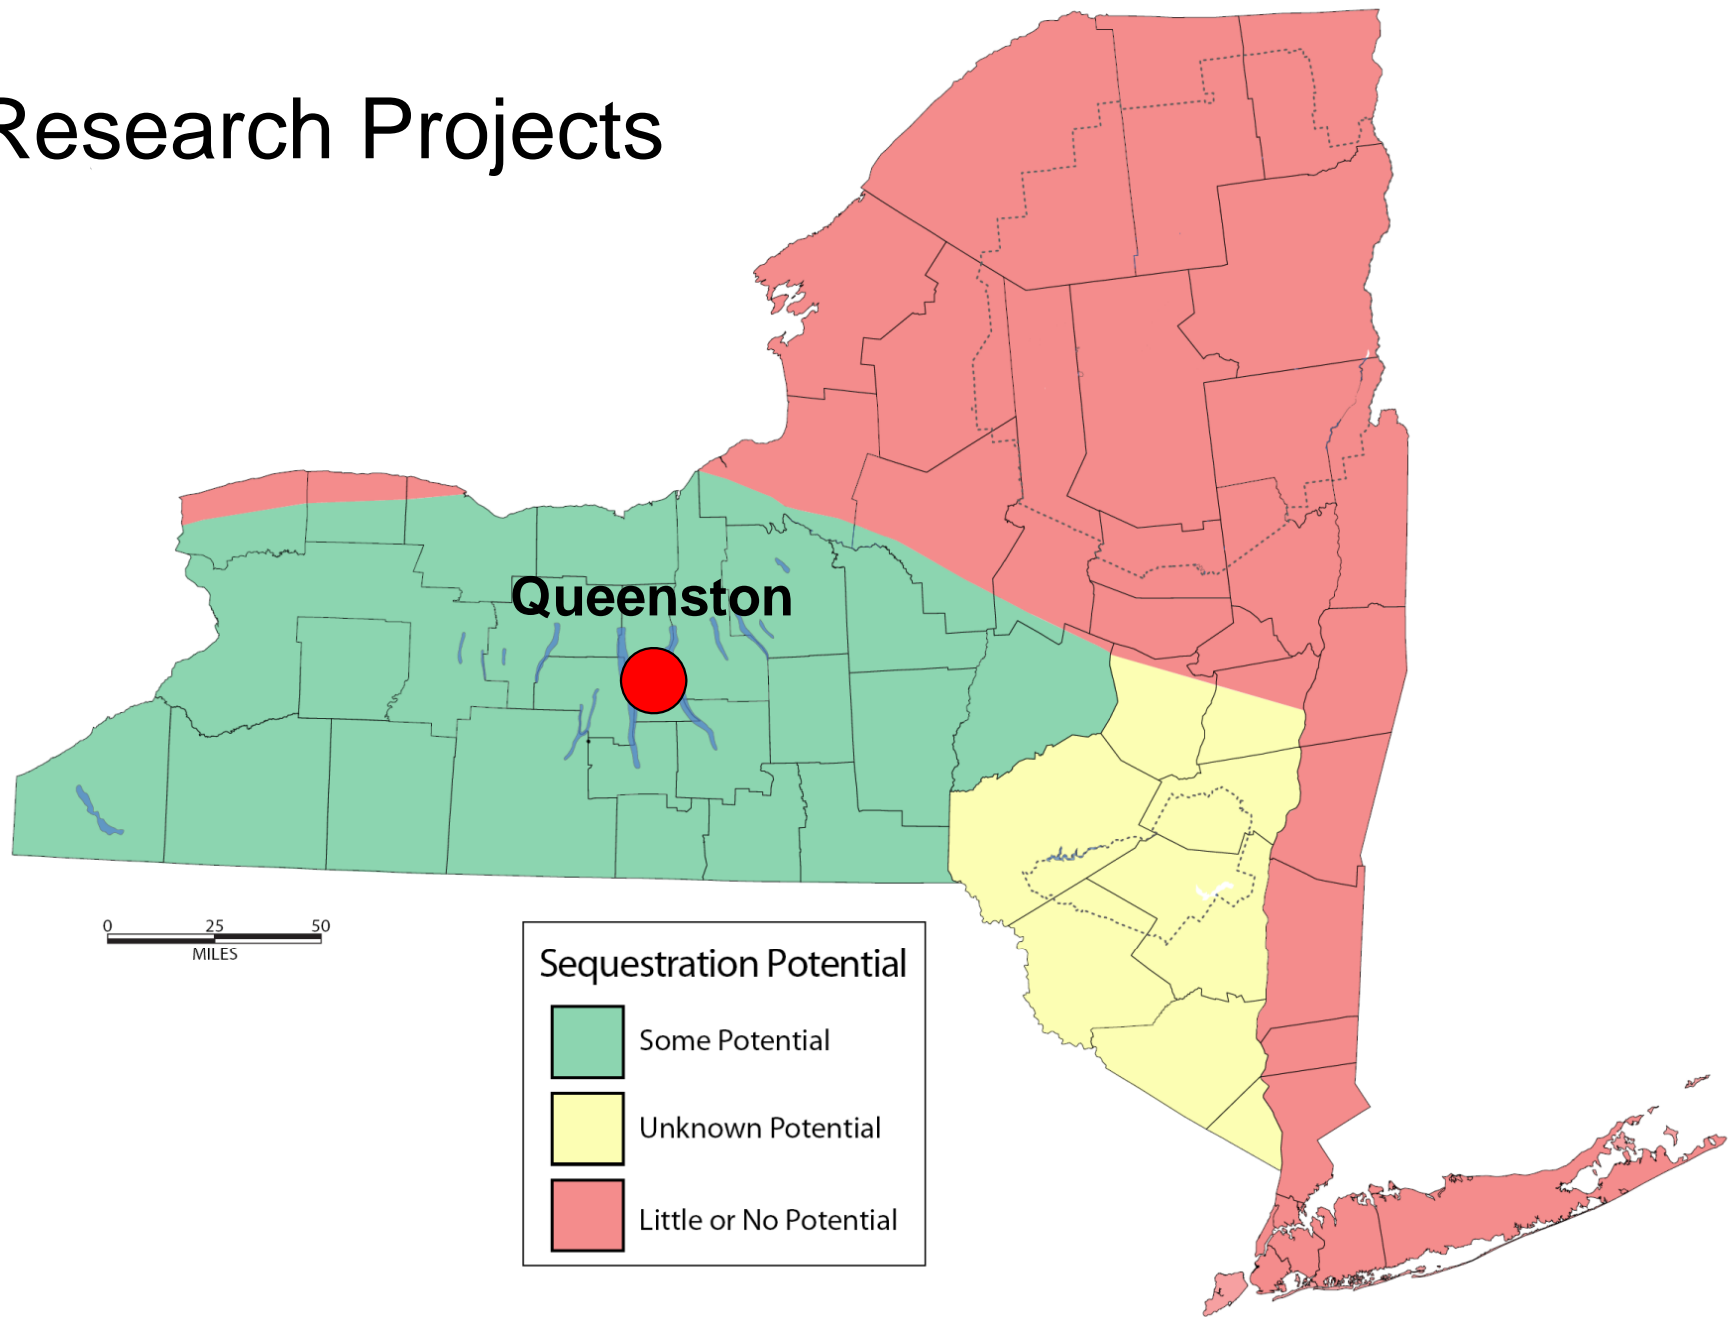 Research Projects
Queenston
0 25 50
MILES
Sequestration Potential
Some Potential
Unknown Potential
Little or No Potential